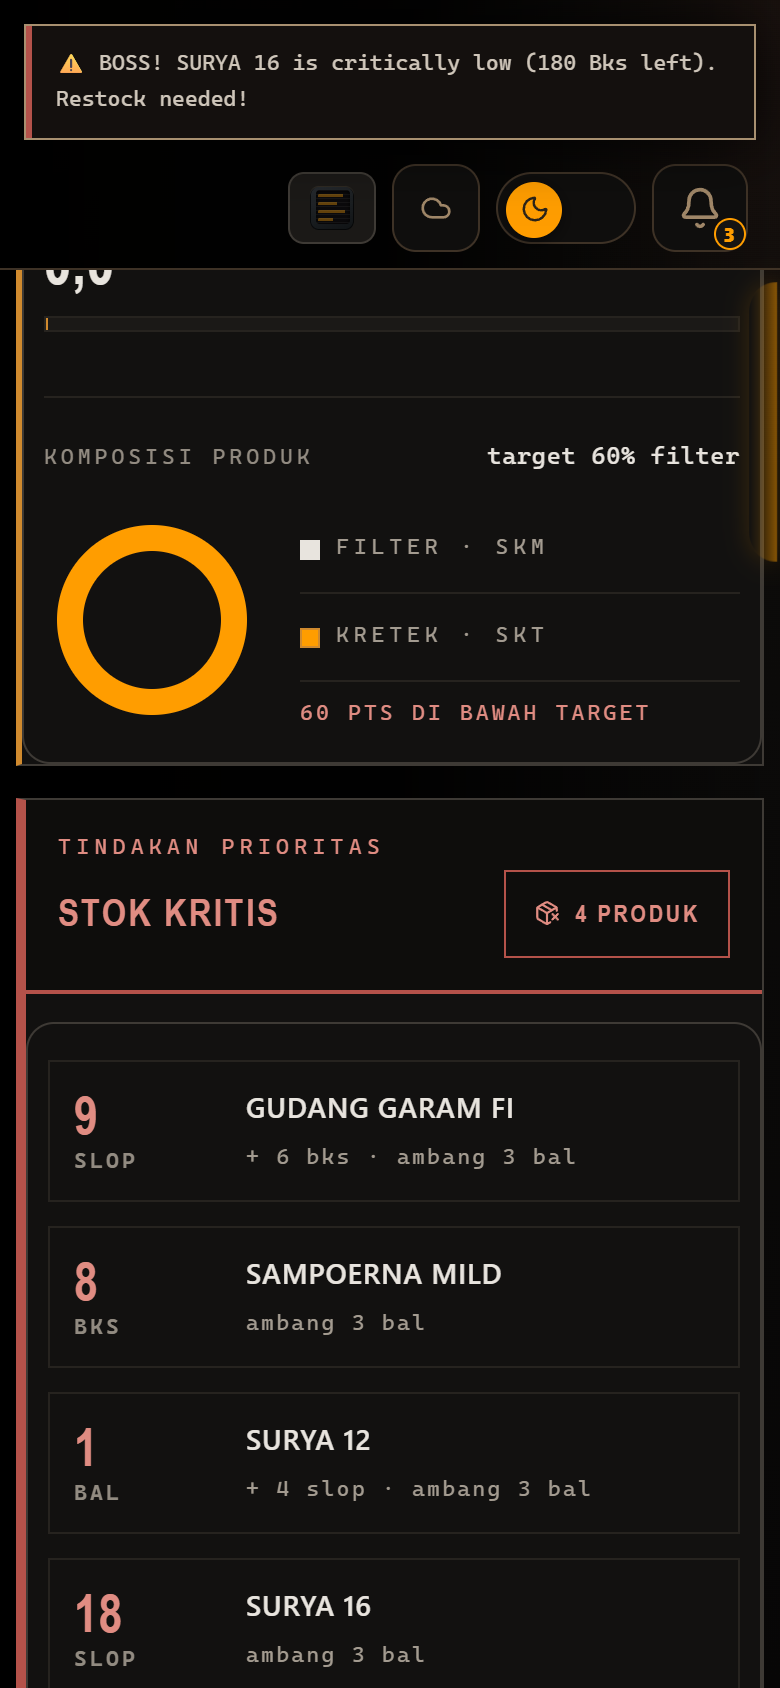 ⚠️ BOSS! SURYA 16 is critically low (180 Bks left).
Restock needed!
3
0,0
KOMPOSISI PRODUK
target 60% filter
FILTER · SKM
KRETEK · SKT
60 PTS DI BAWAH TARGET
TINDAKAN PRIORITAS
STOK KRITIS
4 PRODUK
9
SLOP
GUDANG GARAM FI
+ 6 bks · ambang 3 bal
8
BKS
SAMPOERNA MILD
ambang 3 bal
1
BAL
SURYA 12
+ 4 slop · ambang 3 bal
18
SLOP
SURYA 16
ambang 3 bal